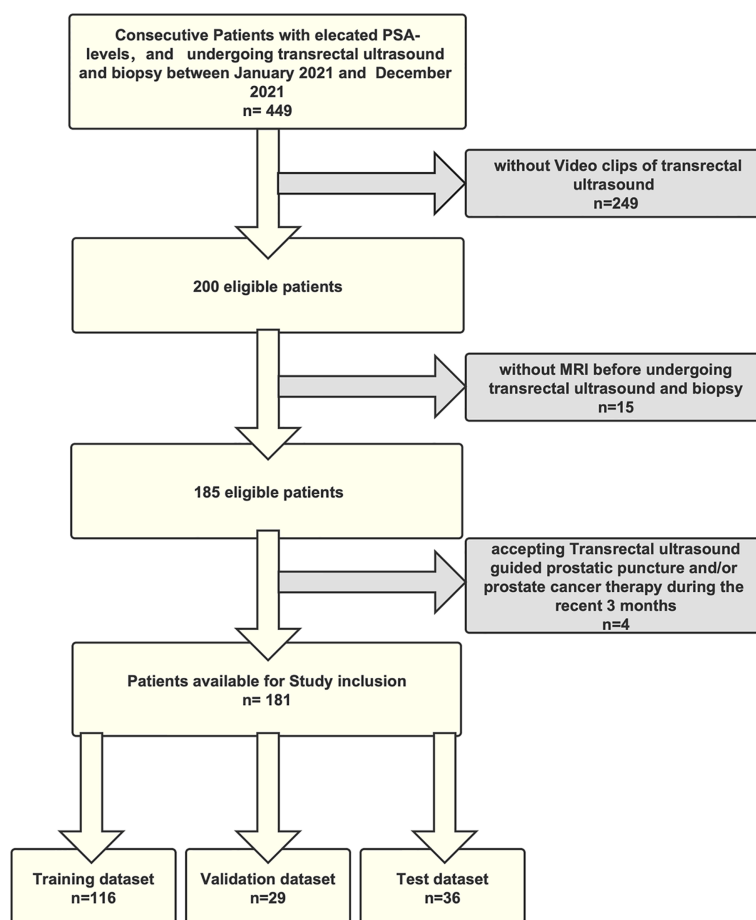 Consecutive Patients with elecated PSA-
levels， and undergoing transrectal ultrasound
and biopsy between January 2021 and December
2021
n= 449
without Video clips of transrectal
ultrasound
n=249
200 eligible patients
without MRI before undergoing
transrectal ultrasound and biopsy
n=15
185 eligible patients
accepting Transrectal ultrasound
guided prostatic puncture and/or
prostate cancer therapy during the
recent 3 months
n=4
Patients available for Study inclusion
n= 181
Training dataset
n=116
Validation dataset
n=29
Test dataset
n=36